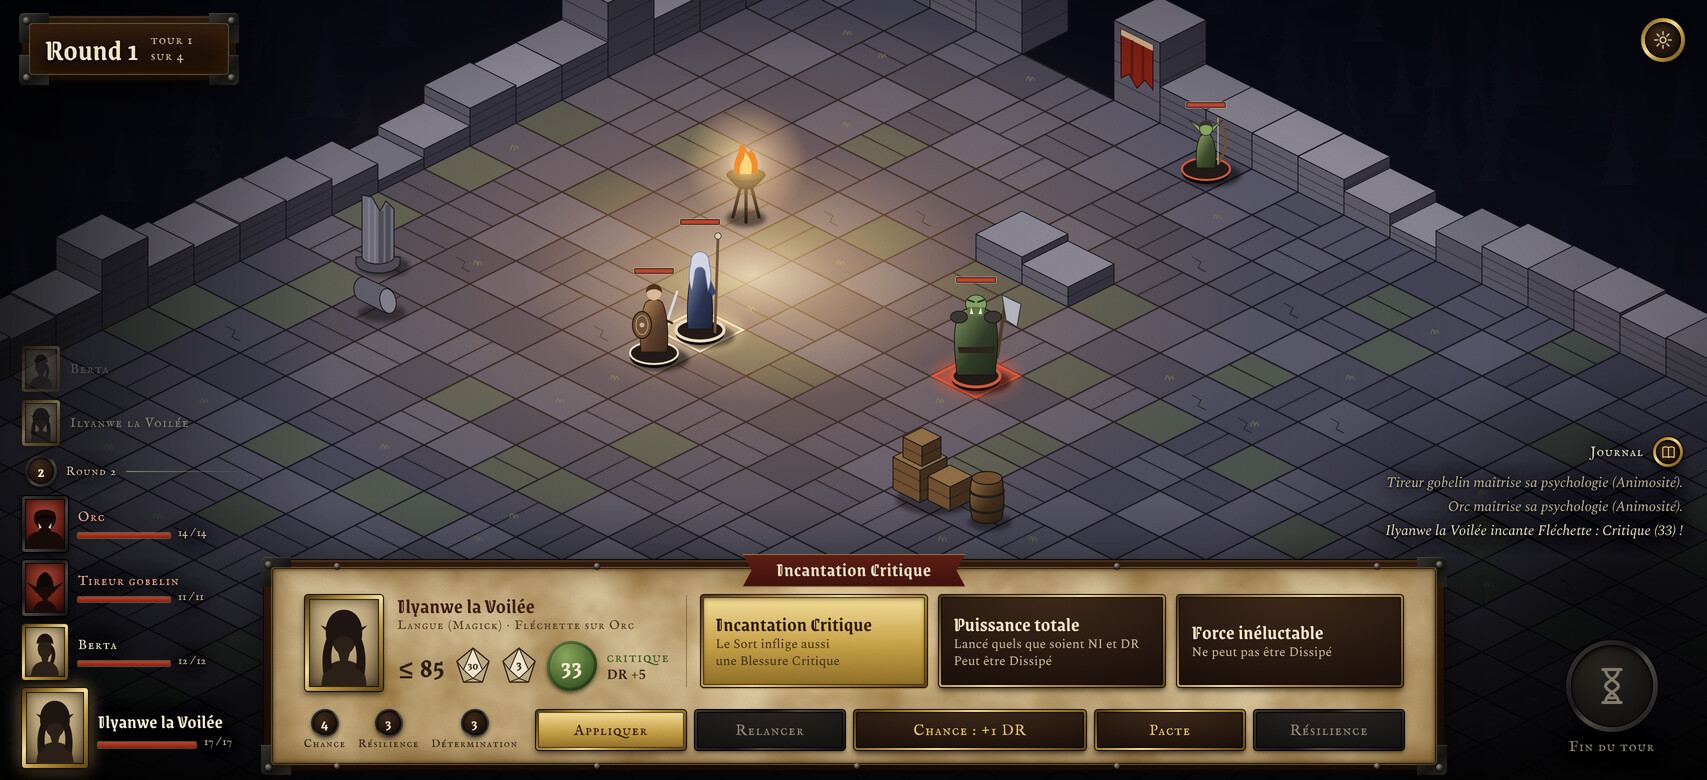 Round 1
TOUR 1
SUR 4
Berta
Ilyanwe la Voilée
2 Round 2
Orc
14/14
Tireur gobelin
11/11
Berta
12/12
Ilyanwe la Voilée
17/17
Journal
Tireur gobelin maîtrise sa psychologie (Animosité).
Orc maîtrise sa psychologie (Animosité).
Ilyanwe la Voilée incante Fléchette : Critique (33) !
Incantation Critique
Ilyanwe la Voilée
Langue (Magick) · Fléchette sur Orc
≤ 85 30 3 33
CRITIQUE
DR +5
Incantation Critique
Le Sort inflige aussi
une Blessure Critique
Puissance totale
Lancé quels que soient NI et DR
Peut être Dissipé
Force inéluctable
Ne peut pas être Dissipé
4 3 3
Chance Résilience Détermination
Appliquer
Relancer
Chance : +1 DR
Pacte
Résilience
Fin du tour